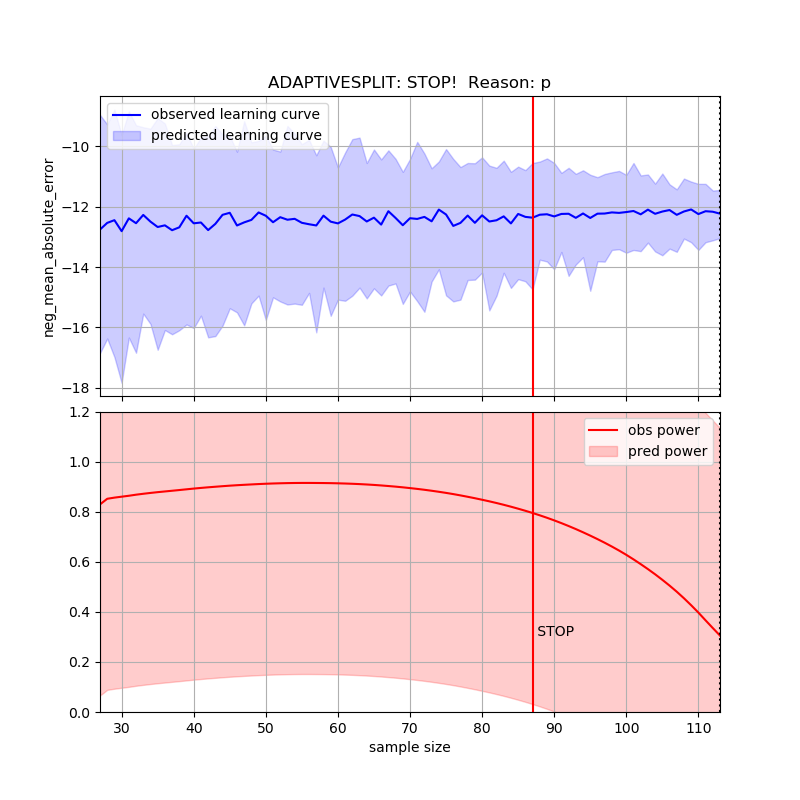 ADAPTIVESPLIT: STOP!  Reason: p
observed learning curve
predicted learning curve
neg_mean_absolute_error
−10
−12
−14
−16
−18
obs power
pred power
1.2
1.0
0.8
0.6
0.4
0.2
0.0
STOP
30 40 50 60 70 80 90 100 110
sample size